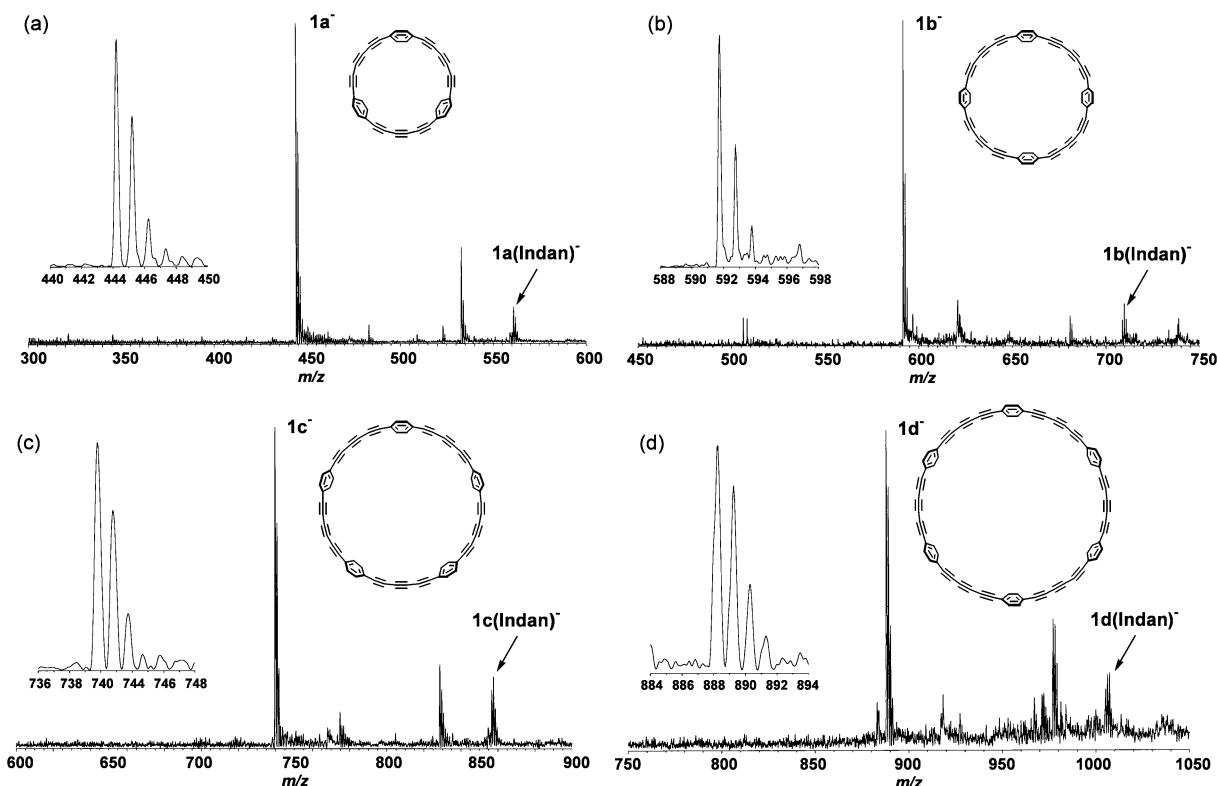 (a)
1a⁻
1a(Indan)⁻
440 442 444 446 448 450
300 350 400 450 500 550 600
m/z
(b)
1b⁻
1b(Indan)⁻
588 590 592 594 596 598
450 500 550 600 650 700 750
m/z
(c)
1c⁻
1c(Indan)⁻
736 738 740 742 744 746 748
600 700 m/z 800 900
(d)
1d⁻
1d(Indan)⁻
884 886 888 890 892 894
750 800 850 900 950 1000 1050
m/z